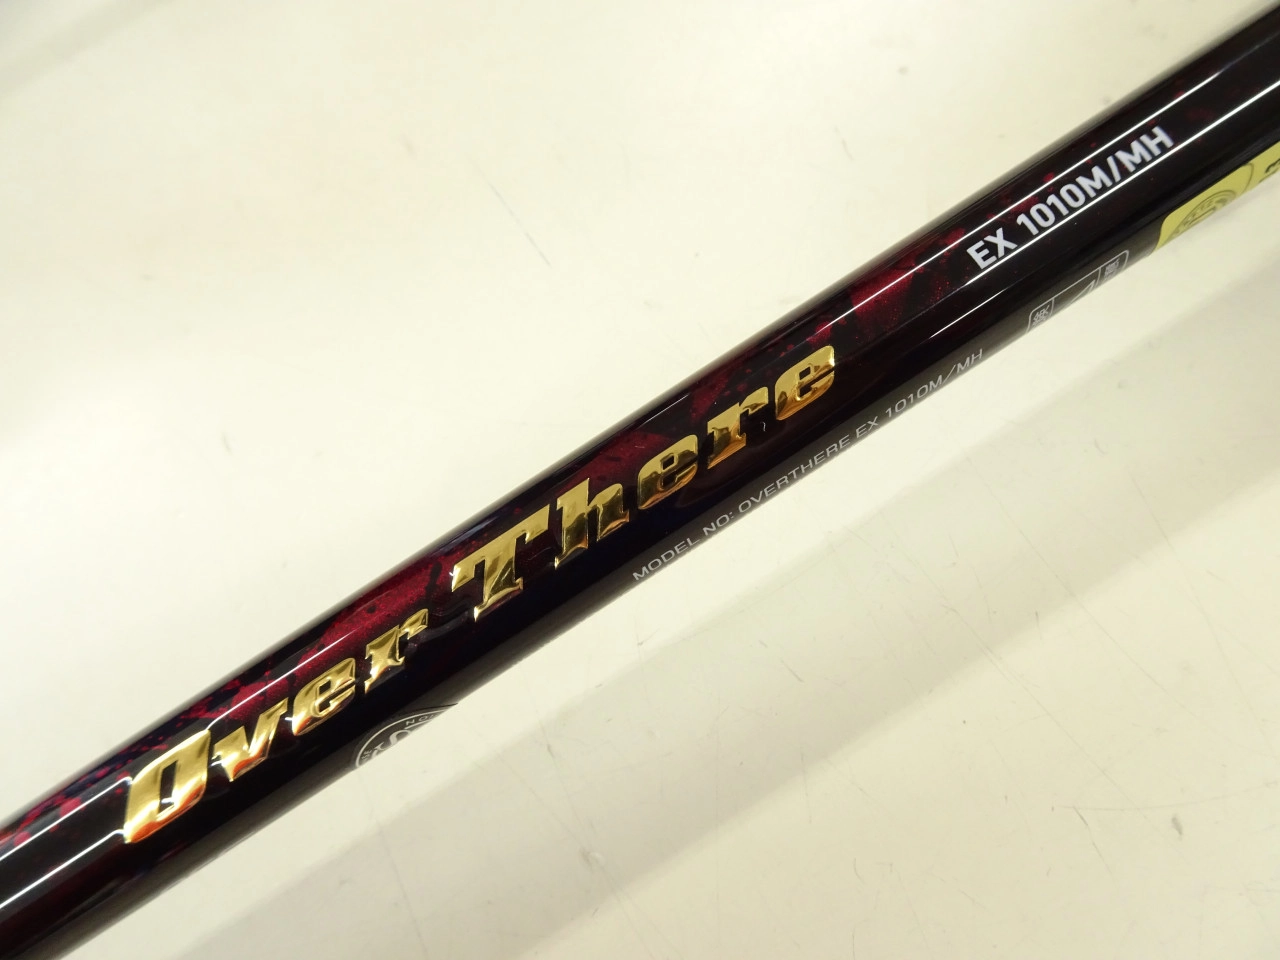 Over There
EX 1010M/MH
MODEL NO: OVERTHERE EX 1010M/MH